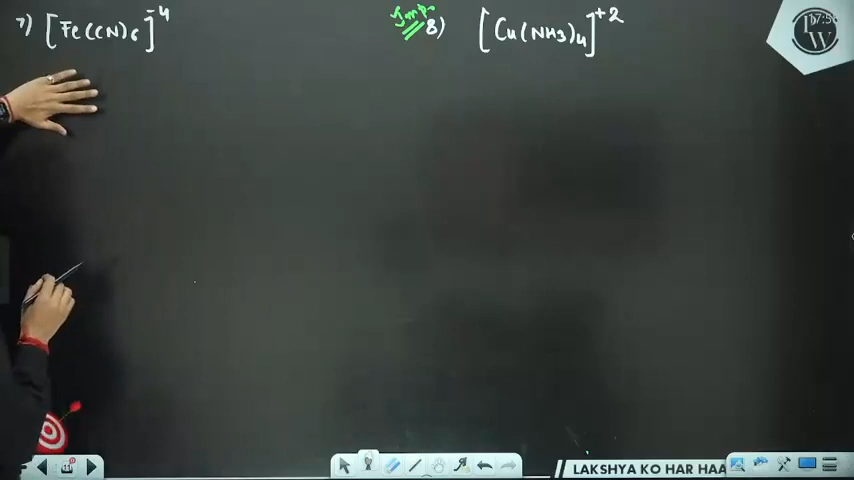 7) [Fe(CN)6]-4
Imp. 8) [Cu(NH3)4]+2
LAKSHYA KO HAR HAA